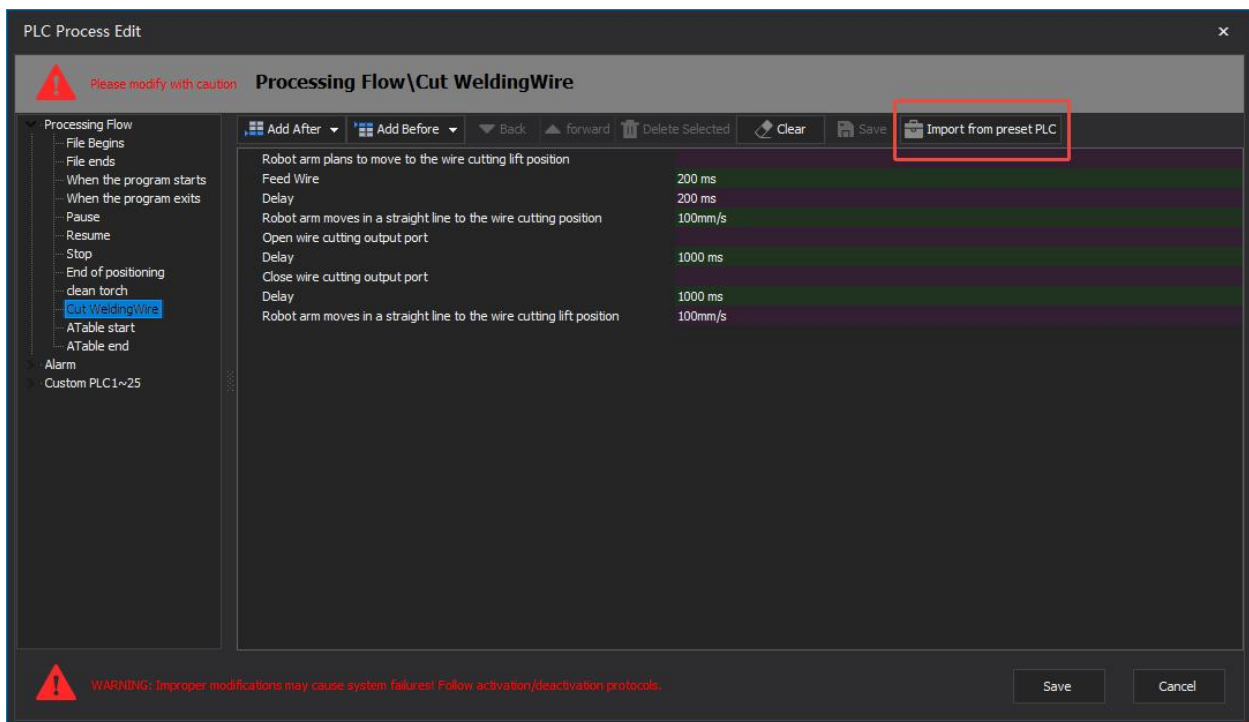 PLC Process Edit
Please modify with caution Processing Flow\Cut WeldingWire
Processing Flow
File Begins
File ends
When the program starts
When the program exits
Pause
Resume
Stop
End of positioning
clean torch
Cut WeldingWire
ATable start
ATable end
Alarm
Custom PLC1~25
Add After Add Before Back forward Delete Selected Clear Save Import from preset PLC
Robot arm plans to move to the wire cutting lift position
Feed Wire 200 ms
Delay 200 ms
Robot arm moves in a straight line to the wire cutting position 100mm/s
Open wire cutting output port
Delay 1000 ms
Close wire cutting output port
Delay 1000 ms
Robot arm moves in a straight line to the wire cutting lift position 100mm/s
WARNING: Improper modifications may cause system failures! Follow activation/deactivation protocols.
Save Cancel